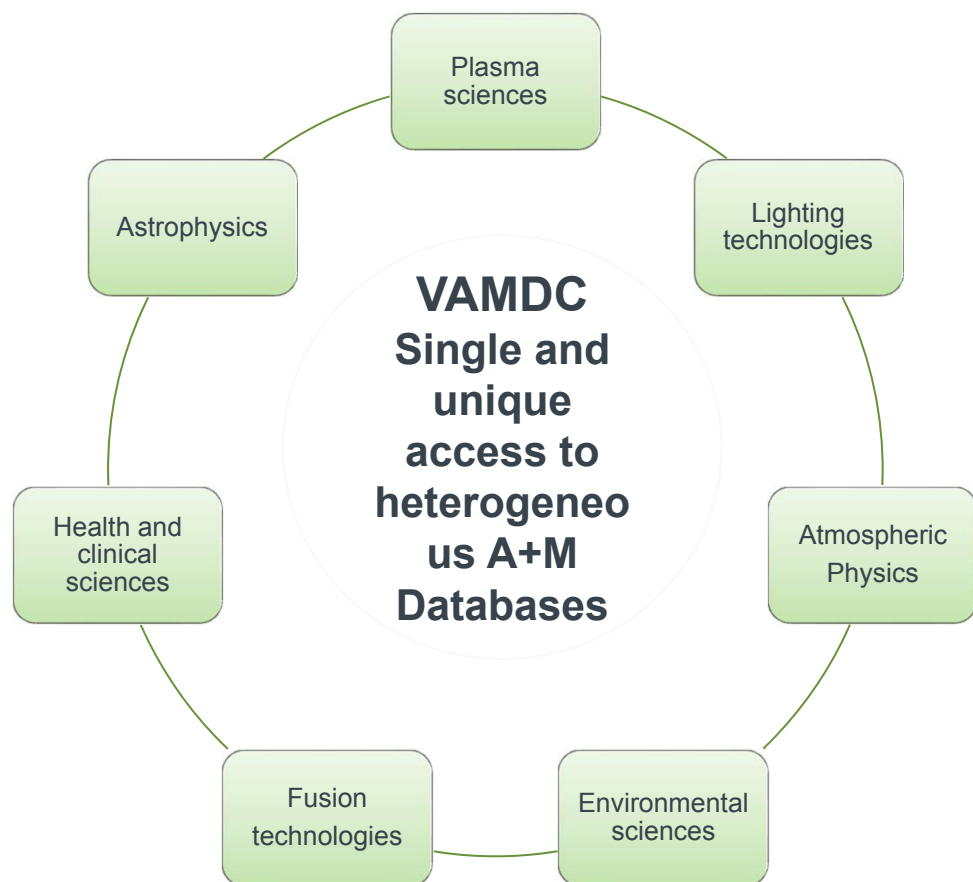 Plasma
sciences
Lighting
technologies
Astrophysics
VAMDC
Single and
unique
access to
heterogeneo
us A+M
Databases
Health and
clinical
sciences
Atmospheric
Physics
Fusion
technologies
Environmental
sciences